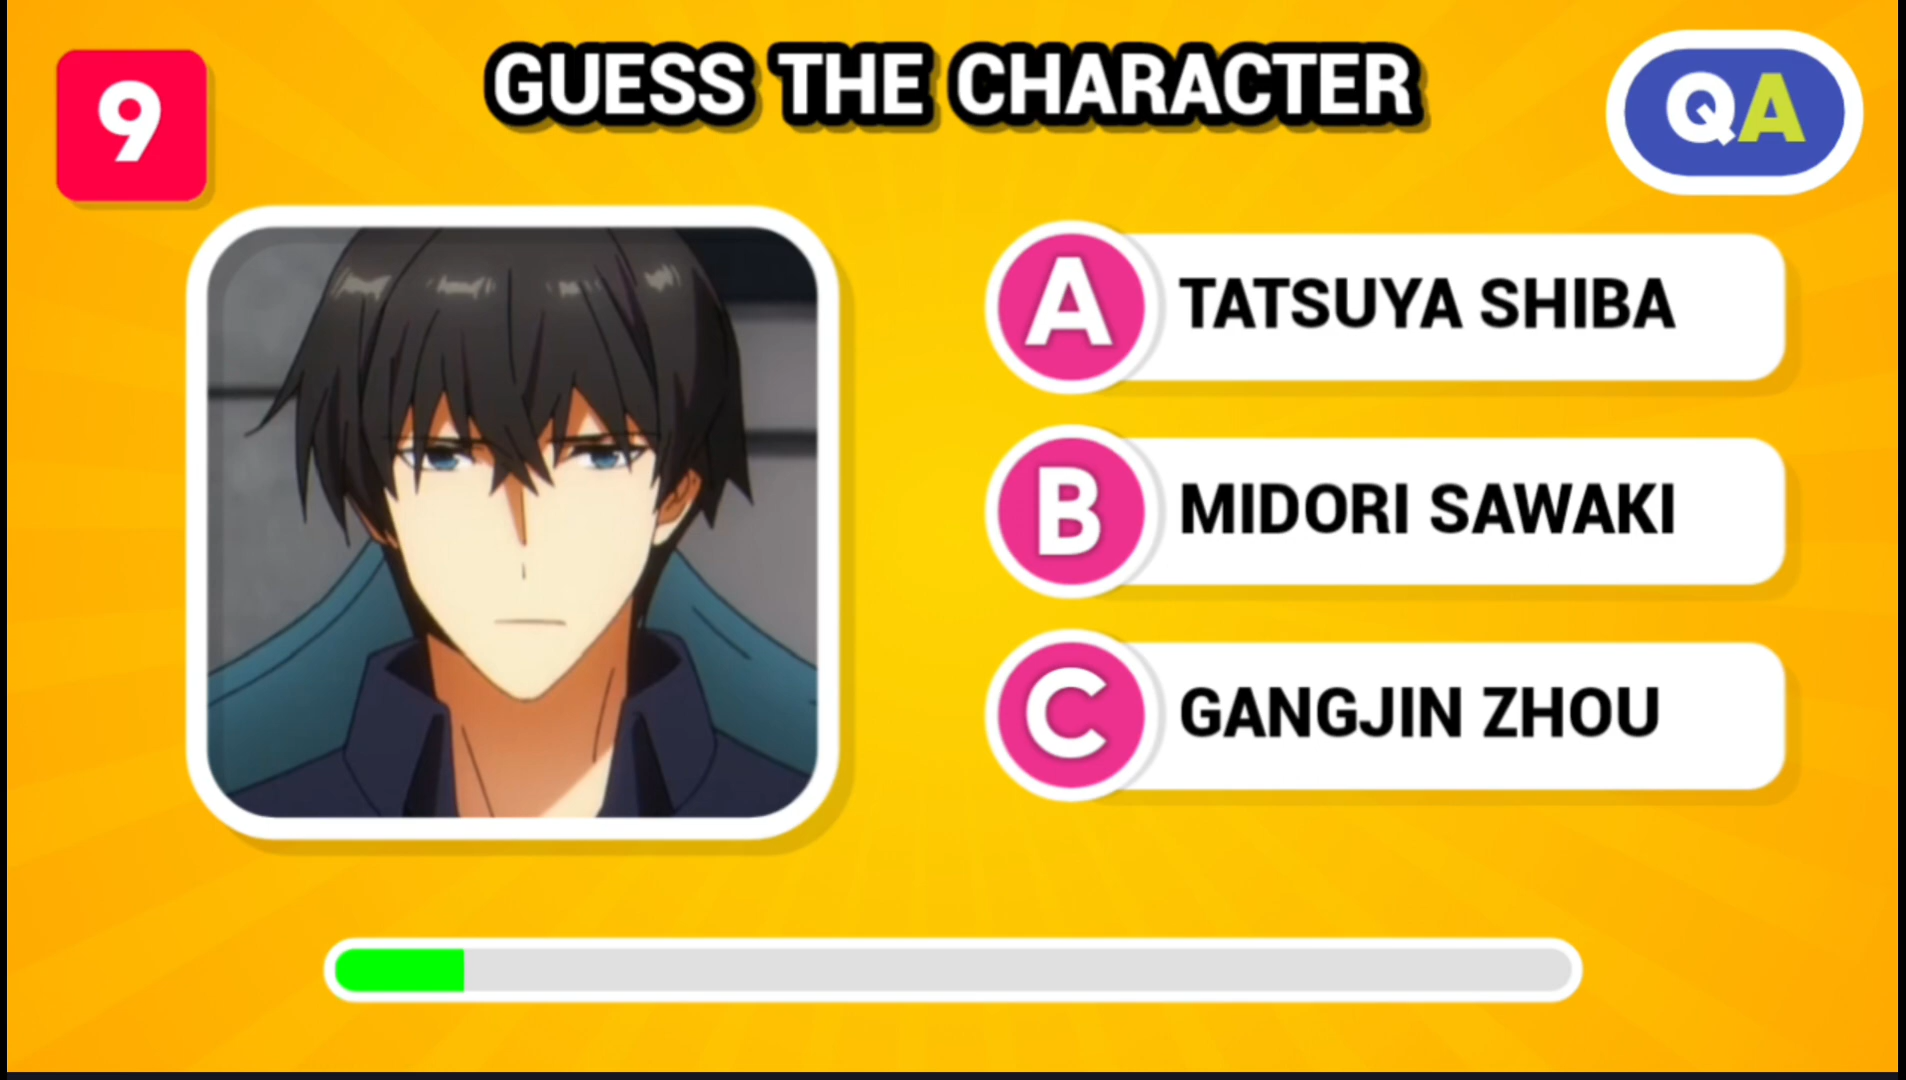 9
GUESS THE CHARACTER
QA
A TATSUYA SHIBA
B MIDORI SAWAKI
C GANGJIN ZHOU